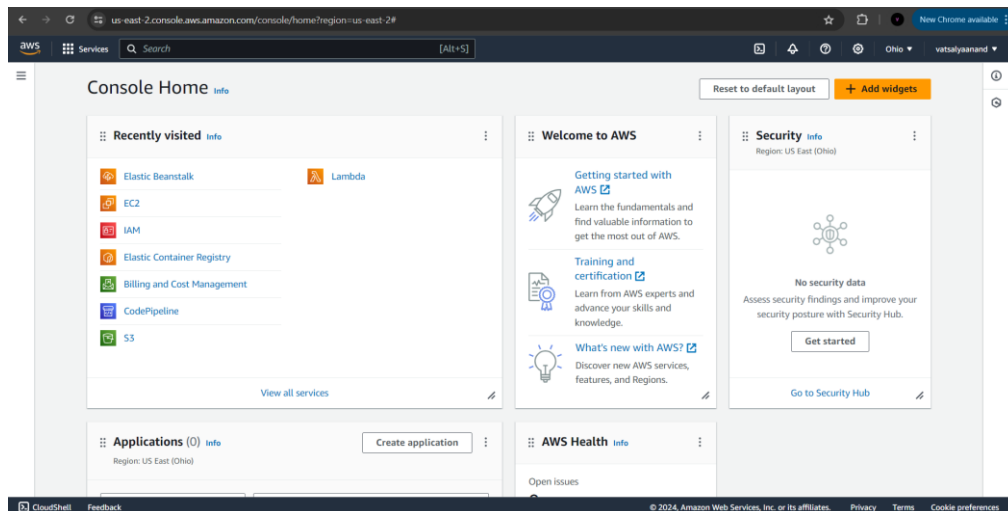 us-east-2.console.aws.amazon.com/console/home?region=us-east-2#
New Chrome available
aws
Services
Search
[Alt+S]
Ohio
vatsalyaanand
Console Home Info
Reset to default layout
+ Add widgets
Recently visited Info
Elastic Beanstalk
EC2
IAM
Elastic Container Registry
Billing and Cost Management
CodePipeline
S3
Lambda
View all services
Welcome to AWS
Getting started with
AWS
Learn the fundamentals and
find valuable information to
get the most out of AWS.
Training and
certification
Learn from AWS experts and
advance your skills and
knowledge.
What's new with AWS?
Discover new AWS services,
features, and Regions.
Security Info
Region: US East (Ohio)
No security data
Assess security findings and improve your
security posture with Security Hub.
Get started
Go to Security Hub
Applications (0) Info
Region: US East (Ohio)
Create application
AWS Health Info
Open issues
CloudShell
Feedback
© 2024, Amazon Web Services, Inc. or its affiliates.
Privacy
Terms
Cookie preferences